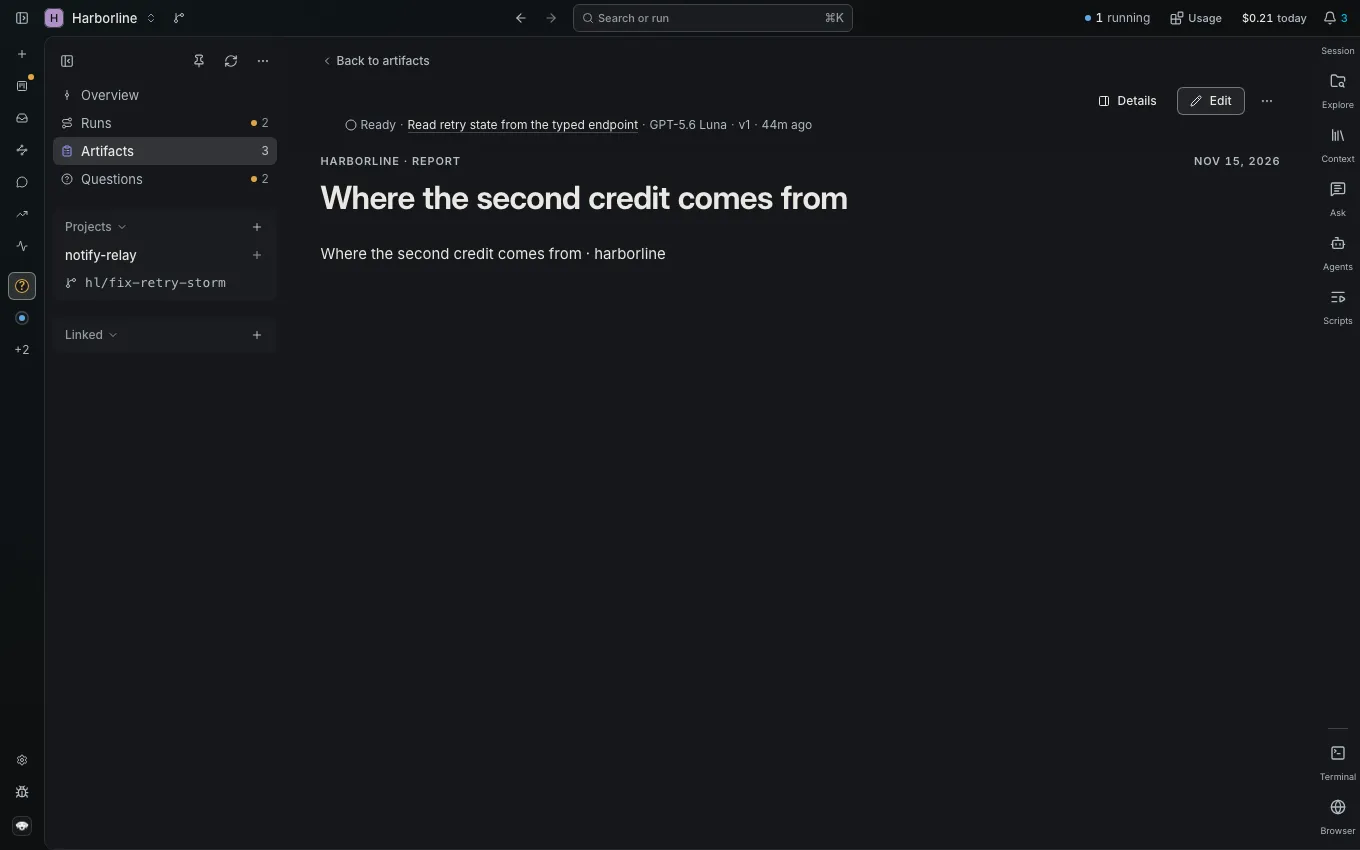 H Harborline
Search or run ⌘K
1 running
Usage
$0.21 today
3
Back to artifacts
Details
Edit
Ready · Read retry state from the typed endpoint · GPT-5.6 Luna · v1 · 44m ago
HARBORLINE · REPORT
NOV 15, 2026
Where the second credit comes from
Where the second credit comes from · harborline
Overview
Runs 2
Artifacts 3
Questions 2
Projects
notify-relay
hl/fix-retry-storm
Linked
+2
Session
Explore
Context
Ask
Agents
Scripts
Terminal
Browser